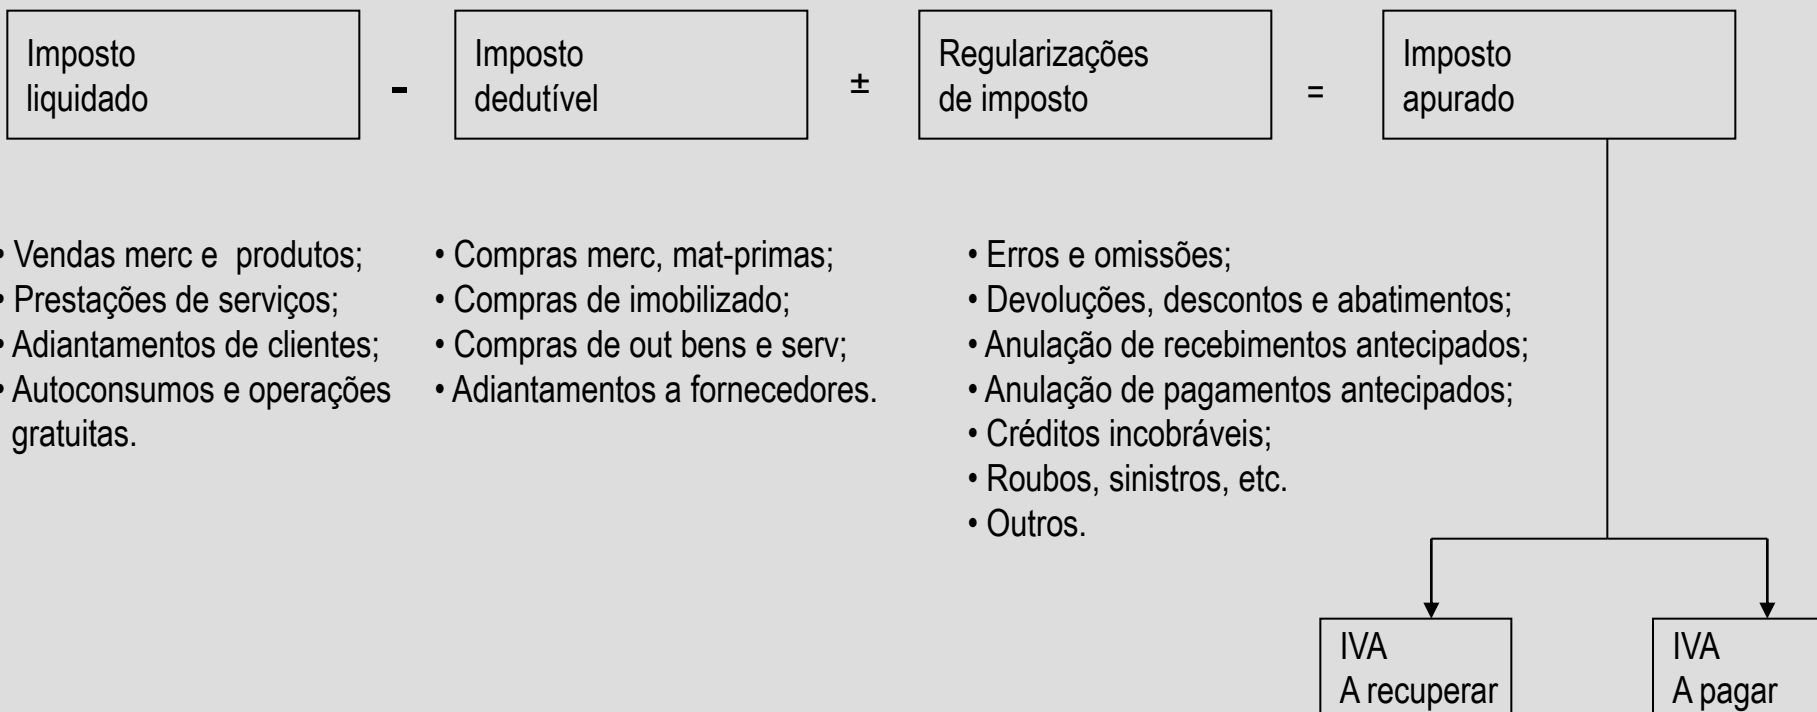 Imposto
liquidado
-
Imposto
dedutível
±
Regularizações
de imposto
=
Imposto
apurado
• Vendas merc e produtos;
• Prestações de serviços;
• Adiantamentos de clientes;
• Autoconsumos e operações
gratuitas.
• Compras merc, mat-primas;
• Compras de imobilizado;
• Compras de out bens e serv;
• Adiantamentos a fornecedores.
• Erros e omissões;
• Devoluções, descontos e abatimentos;
• Anulação de recebimentos antecipados;
• Anulação de pagamentos antecipados;
• Créditos incobráveis;
• Roubos, sinistros, etc.
• Outros.
IVA
A recuperar
IVA
A pagar